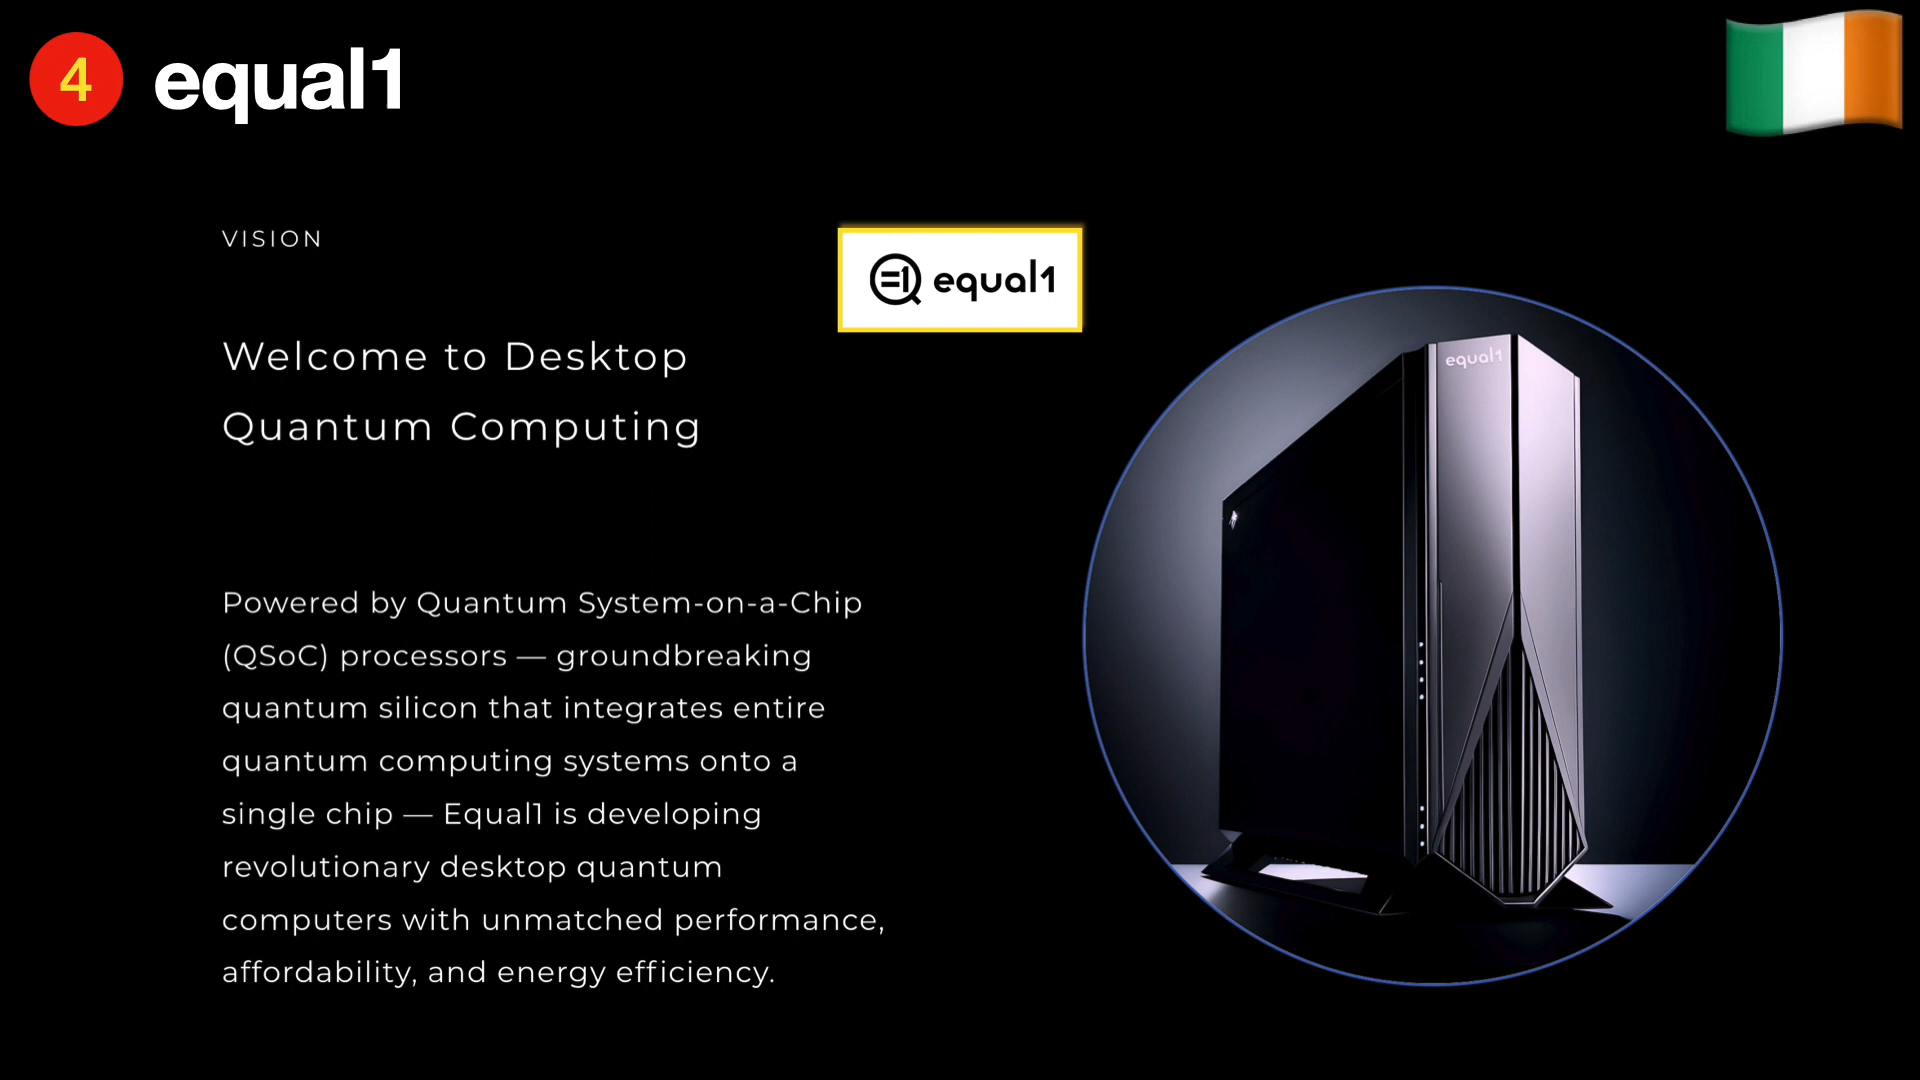 4 equal1
VISION
=1 equal1
Welcome to Desktop
Quantum Computing
equal1
Powered by Quantum System-on-a-Chip
(QSoC) processors — groundbreaking
quantum silicon that integrates entire
quantum computing systems onto a
single chip — Equal1 is developing
revolutionary desktop quantum
computers with unmatched performance,
affordability, and energy efficiency.